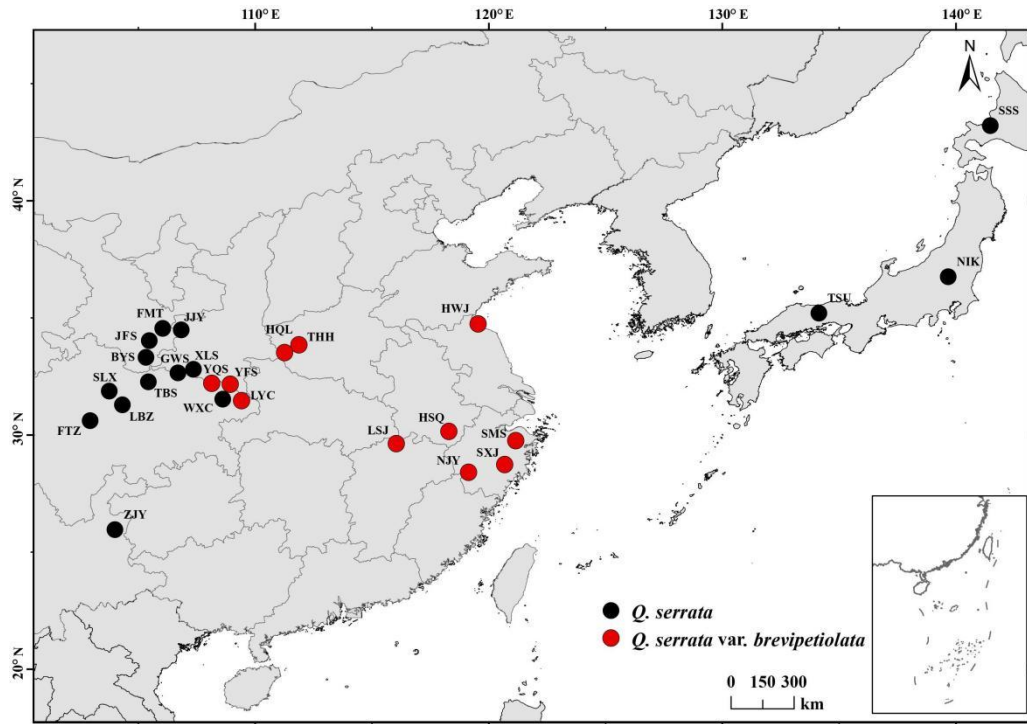 110° E
120° E
130° E
140° E
40° N
30° N
20° N
N
SSS
NIK
TSU
FMT
JJY
JFS
BYS
GWS
XLS
HQL
THH
HWJ
SLX
TBS
YQS
YFS
LBZ
WXC
LYC
FTZ
LSJ
HSQ
SMS
SXJ
NJY
ZJY
Q. serrata
Q. serrata var. brevipetiolata
0 150 300
km